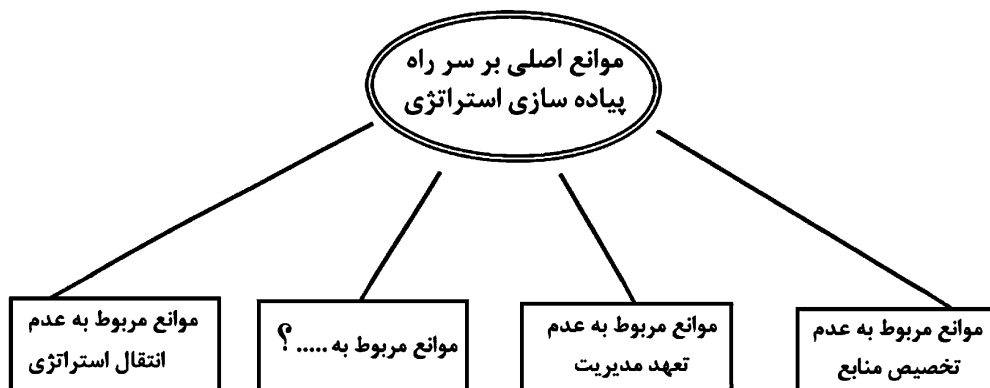 موانع اصلی بر سر راه
پیاده سازی استراتژی
موانع مربوط به عدم
تخصیص منابع
موانع مربوط به عدم
تعهد مدیریت
موانع مربوط به ..... ؟
موانع مربوط به عدم
انتقال استراتژی